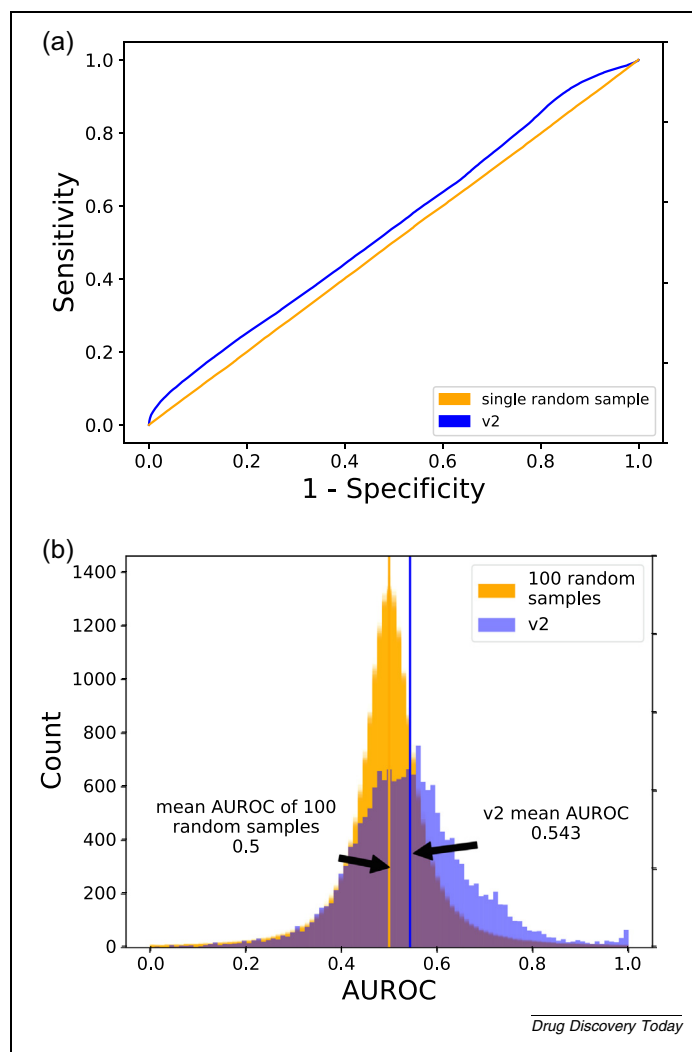 (a)
1.0
0.8
0.6
0.4
0.2
0.0
Sensitivity
single random sample
v2
0.0 0.2 0.4 0.6 0.8 1.0
1 - Specificity
(b)
1400
1200
1000
800
600
400
200
0
Count
100 random
samples
v2
mean AUROC of 100
random samples
0.5
v2 mean AUROC
0.543
0.0 0.2 0.4 0.6 0.8 1.0
AUROC
Drug Discovery Today